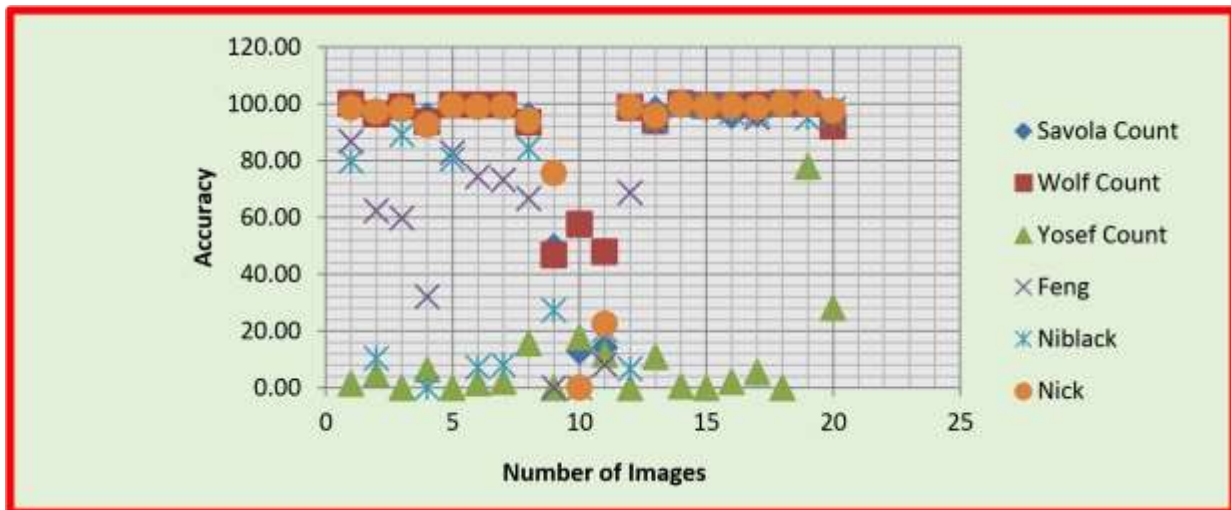 120.00
100.00
80.00
60.00
40.00
20.00
0.00
Accuracy
0 5 10 15 20 25
Number of Images
Savola Count
Wolf Count
Yosef Count
Feng
Niblack
Nick